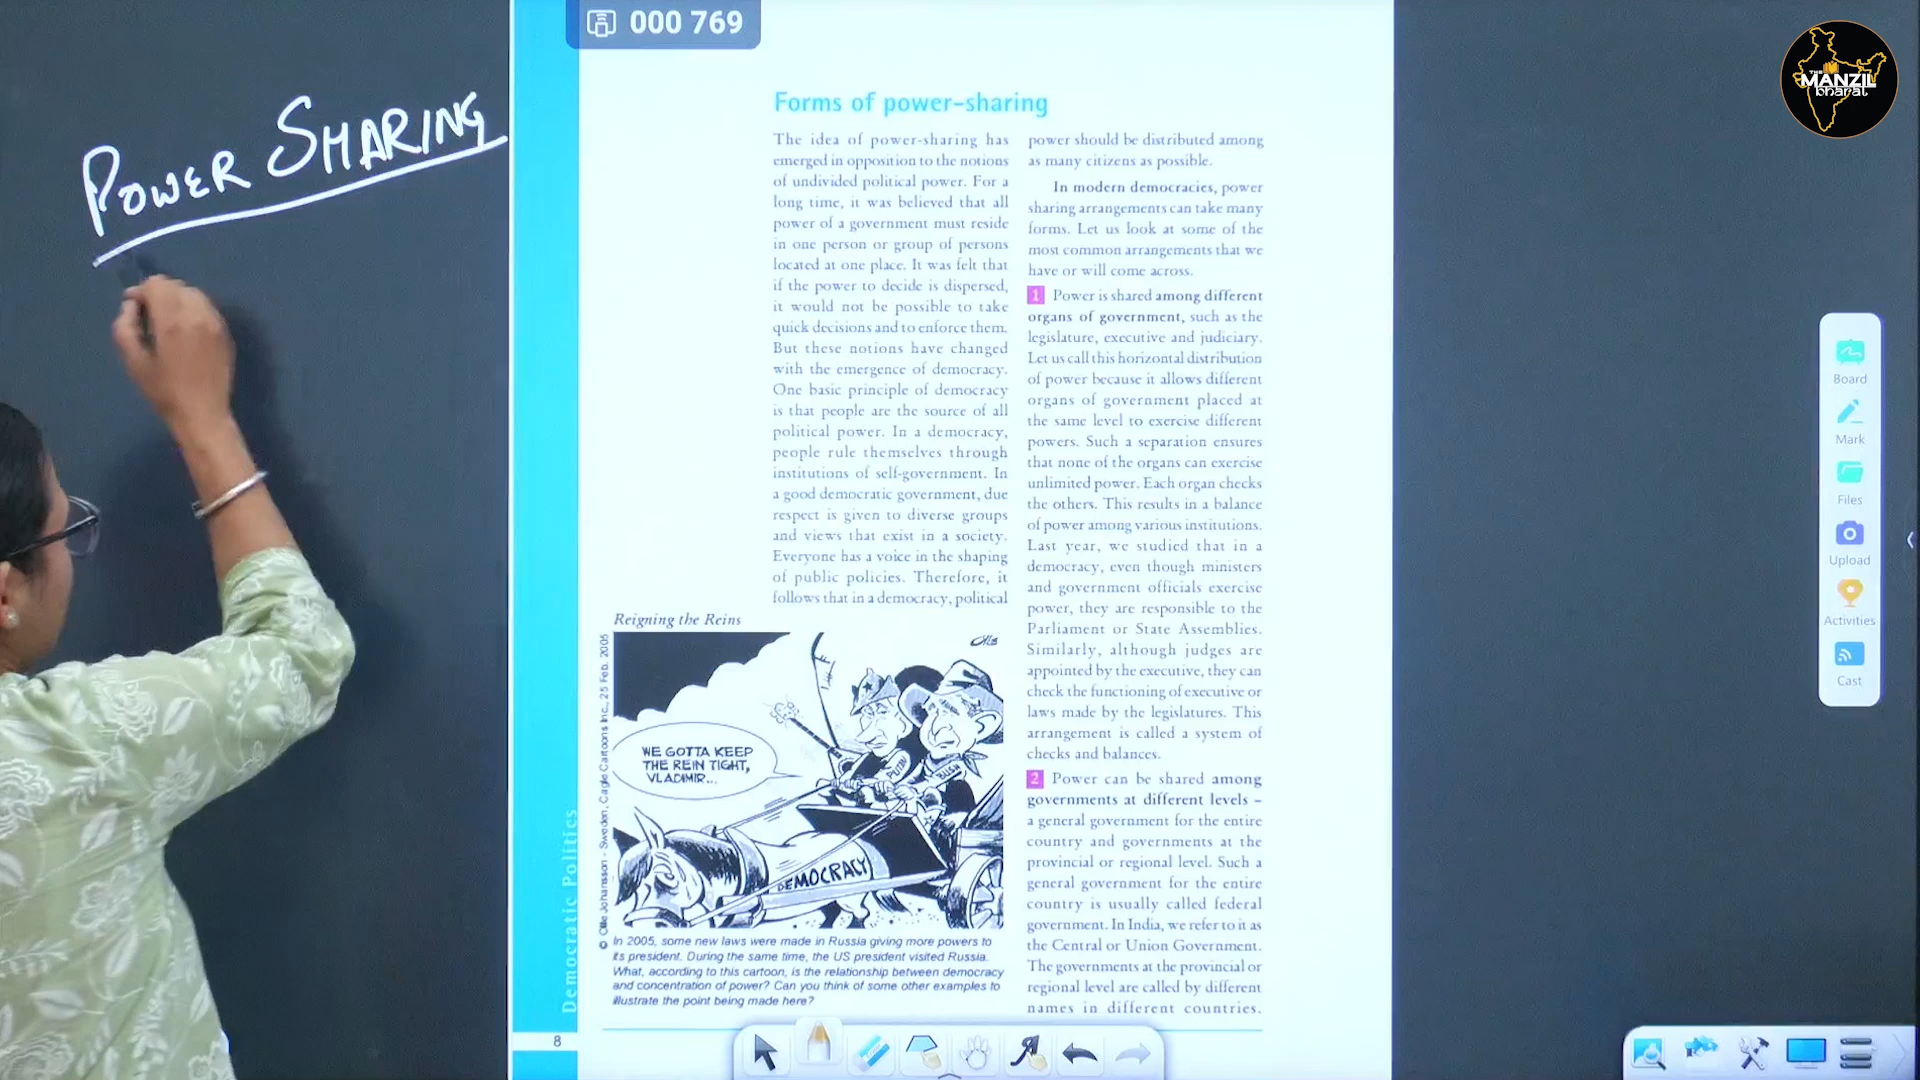 000 769
THE
MANZIL
bharat
POWER SHARING
Forms of power-sharing
The idea of power-sharing has
emerged in opposition to the notions
of undivided political power. For a
long time, it was believed that all
power of a government must reside
in one person or group of persons
located at one place. It was felt that
if the power to decide is dispersed,
it would not be possible to take
quick decisions and to enforce them.
But these notions have changed
with the emergence of democracy.
One basic principle of democracy
is that people are the source of all
political power. In a democracy,
people rule themselves through
institutions of self-government. In
a good democratic government, due
respect is given to diverse groups
and views that exist in a society.
Everyone has a voice in the shaping
of public policies. Therefore, it
follows that in a democracy, political
power should be distributed among
as many citizens as possible.
In modern democracies, power
sharing arrangements can take many
forms. Let us look at some of the
most common arrangements that we
have or will come across.
1 Power is shared among different
organs of government, such as the
legislature, executive and judiciary.
Let us call this horizontal distribution
of power because it allows different
organs of government placed at
the same level to exercise different
powers. Such a separation ensures
that none of the organs can exercise
unlimited power. Each organ checks
the others. This results in a balance
of power among various institutions.
Last year, we studied that in a
democracy, even though ministers
and government officials exercise
power, they are responsible to the
Parliament or State Assemblies.
Similarly, although judges are
appointed by the executive, they can
check the functioning of executive or
laws made by the legislatures. This
arrangement is called a system of
checks and balances.
2 Power can be shared among
governments at different levels –
a general government for the entire
country and governments at the
provincial or regional level. Such a
general government for the entire
country is usually called federal
government. In India, we refer to it as
the Central or Union Government.
The governments at the provincial or
regional level are called by different
names in different countries.
Reigning the Reins
© Olle Johansson - Sweden, Cagle Cartoons Inc., 25 Feb. 2005
WE GOTTA KEEP
THE REIN TIGHT,
VLADIMIR...
PUTIN
BUSH
DEMOCRACY
In 2005, some new laws were made in Russia giving more powers to
its president. During the same time, the US president visited Russia.
What, according to this cartoon, is the relationship between democracy
and concentration of power? Can you think of some other examples to
illustrate the point being made here?
Democratic Politics
8
Board
Mark
Files
Upload
Activities
Cast